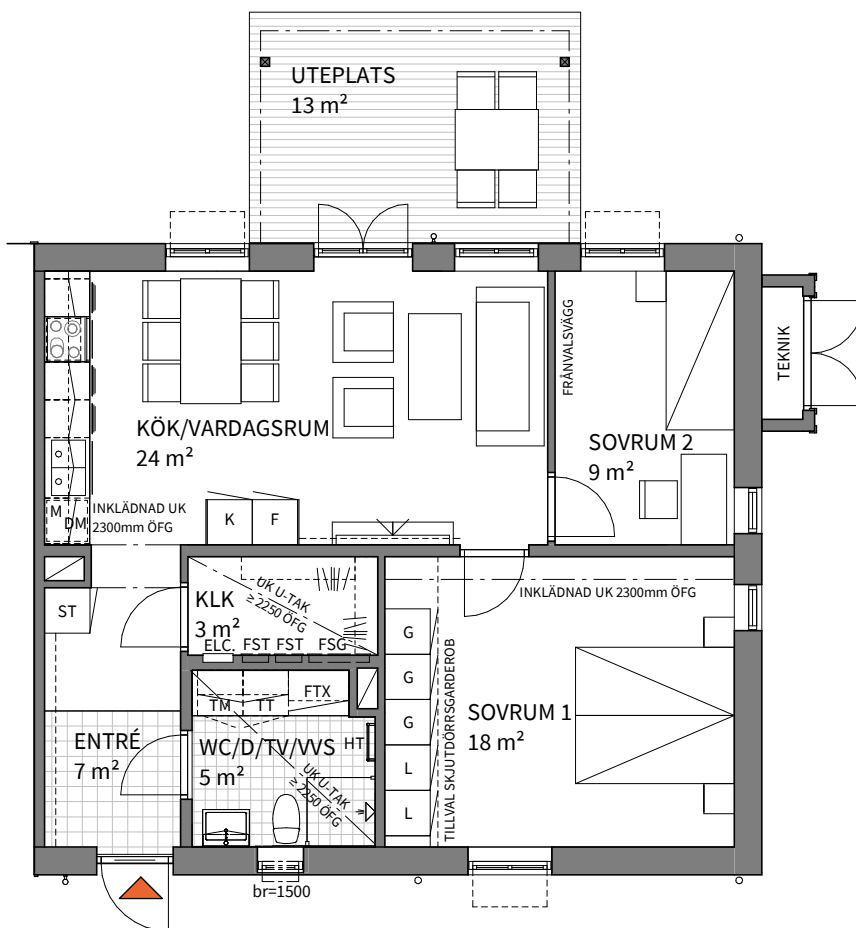 UTEPLATS
13 m²
FRÅNVALSVÄGG
TEKNIK
KÖK/VARDAGSRUM
24 m²
SOVRUM 2
9 m²
M
DM
INKLÄDNAD UK
2300mm ÖFG
K
F
ST
KLK
3 m²
UK U-TAK
≥ 2250 ÖFG
ELC.
FST
FST
FSG
INKLÄDNAD UK 2300mm ÖFG
G
G
G
L
L
TILLVAL SKJUTDÖRRSGARDEROB
SOVRUM 1
18 m²
TM
TT
FTX
ENTRÉ
7 m²
WC/D/TV/VVS
5 m²
HT
UK U-TAK
≥ 2250 ÖFG
br=1500